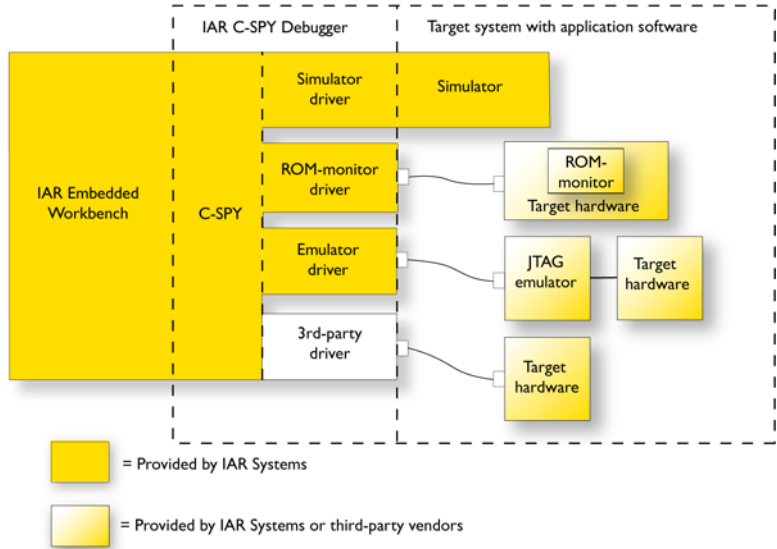 IAR C-SPY Debugger
Target system with application software
Simulator
driver
Simulator
ROM-monitor
driver
ROM-
monitor
Target hardware
IAR Embedded
Workbench
C-SPY
Emulator
driver
JTAG
emulator
Target
hardware
3rd-party
driver
Target
hardware
= Provided by IAR Systems
= Provided by IAR Systems or third-party vendors